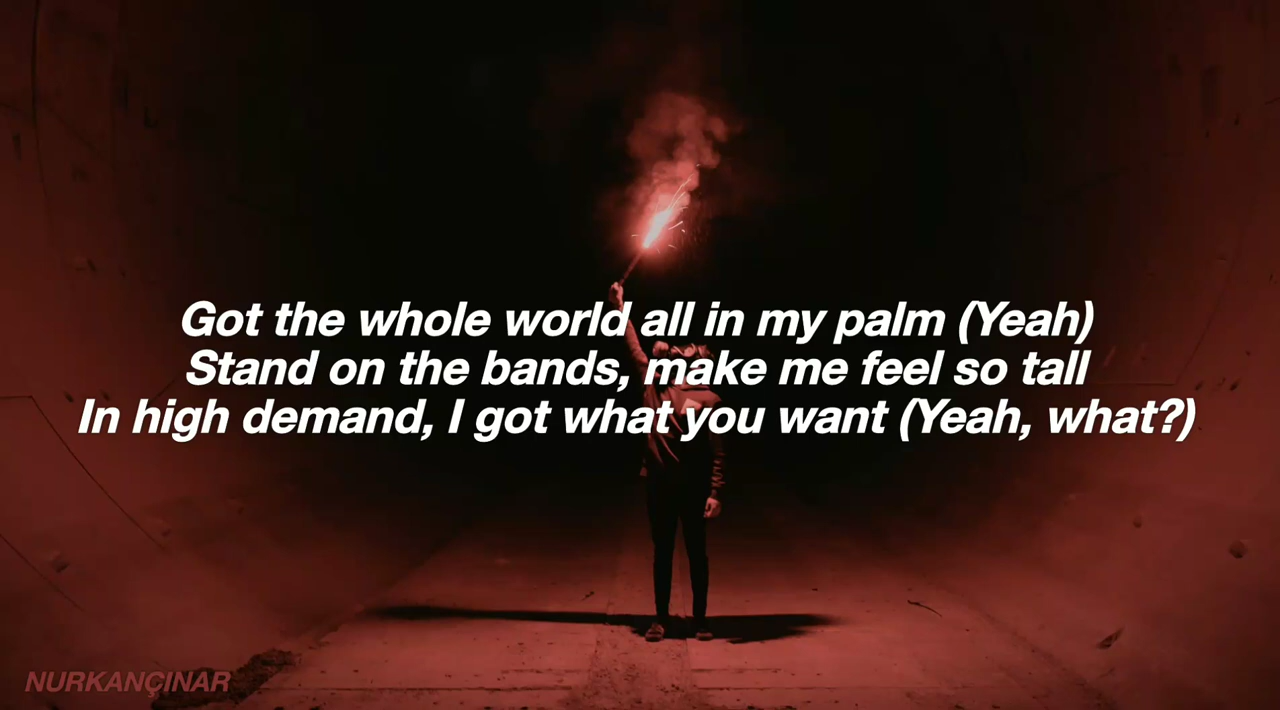 Got the whole world all in my palm (Yeah)
Stand on the bands, make me feel so tall
In high demand, I got what you want (Yeah, what?)
NURKANÇINAR